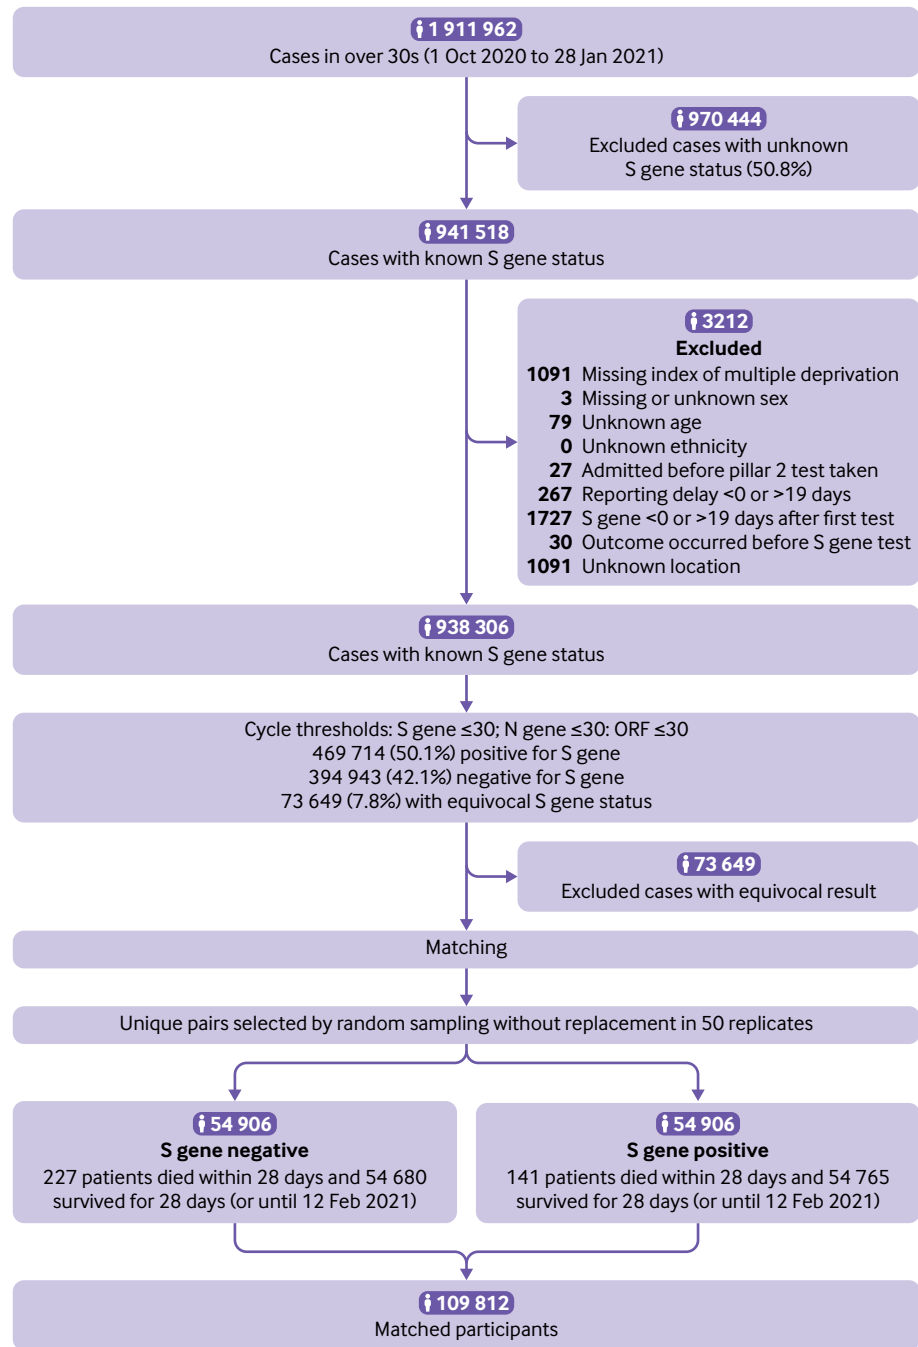 1 911 962
Cases in over 30s (1 Oct 2020 to 28 Jan 2021)
970 444
Excluded cases with unknown
S gene status (50.8%)
941 518
Cases with known S gene status
3212
Excluded
1091 Missing index of multiple deprivation
3 Missing or unknown sex
79 Unknown age
0 Unknown ethnicity
27 Admitted before pillar 2 test taken
267 Reporting delay <0 or >19 days
1727 S gene <0 or >19 days after first test
30 Outcome occurred before S gene test
1091 Unknown location
938 306
Cases with known S gene status
Cycle thresholds: S gene ≤30; N gene ≤30: ORF ≤30
469 714 (50.1%) positive for S gene
394 943 (42.1%) negative for S gene
73 649 (7.8%) with equivocal S gene status
73 649
Excluded cases with equivocal result
Matching
Unique pairs selected by random sampling without replacement in 50 replicates
54 906
S gene negative
227 patients died within 28 days and 54 680
survived for 28 days (or until 12 Feb 2021)
54 906
S gene positive
141 patients died within 28 days and 54 765
survived for 28 days (or until 12 Feb 2021)
109 812
Matched participants